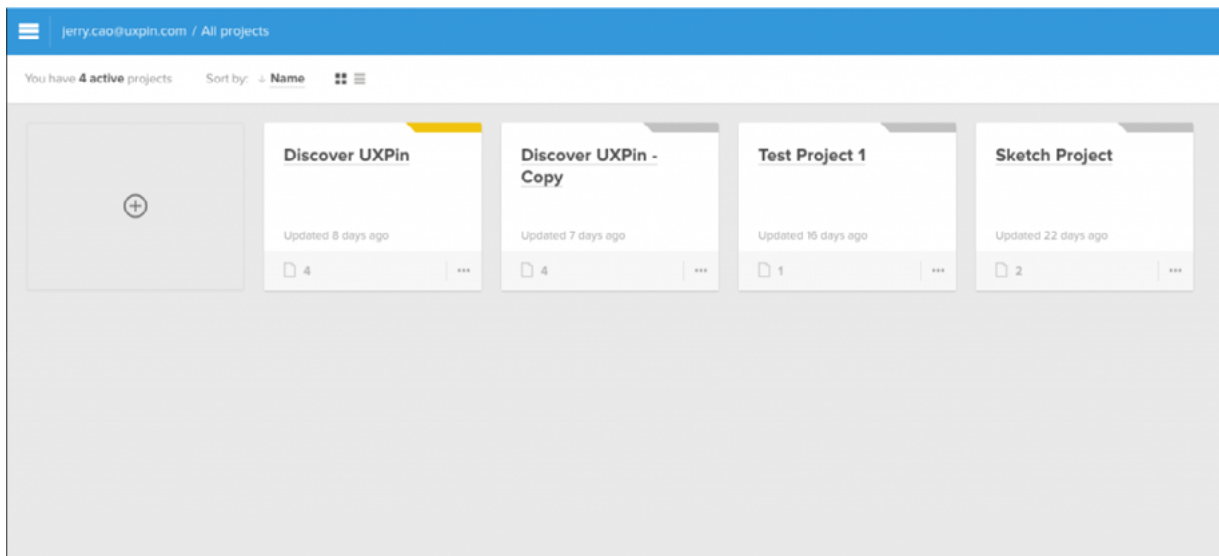 jerry.cao@uxpin.com / All projects
You have 4 active projects Sort by: ↓ Name
Discover UXPin
Updated 8 days ago
4
Discover UXPin -
Copy
Updated 7 days ago
4
Test Project 1
Updated 16 days ago
1
Sketch Project
Updated 22 days ago
2